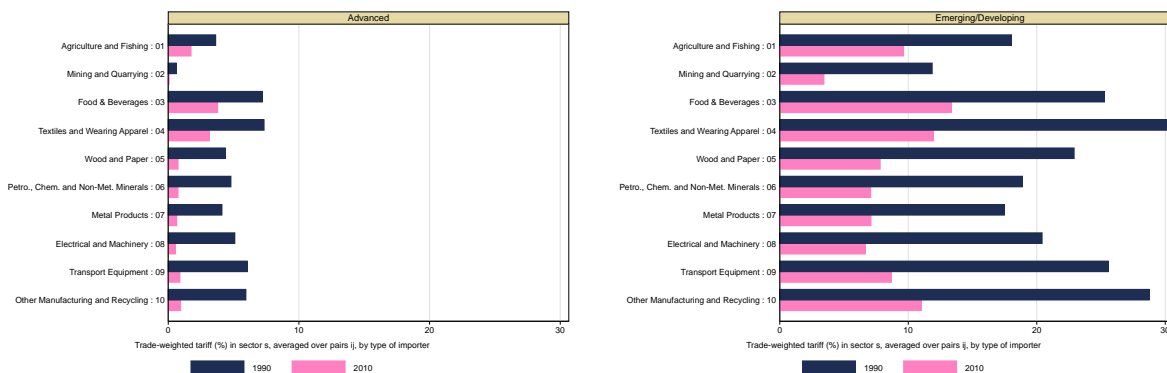 Advanced
Agriculture and Fishing : 01
Mining and Quarrying : 02
Food & Beverages : 03
Textiles and Wearing Apparel : 04
Wood and Paper : 05
Petro., Chem. and Non-Met. Minerals : 06
Metal Products : 07
Electrical and Machinery : 08
Transport Equipment : 09
Other Manufacturing and Recycling : 10
0 10 20 30
Trade-weighted tariff (%) in sector s, averaged over pairs ij, by type of importer
1990 2010
Emerging/Developing
Agriculture and Fishing : 01
Mining and Quarrying : 02
Food & Beverages : 03
Textiles and Wearing Apparel : 04
Wood and Paper : 05
Petro., Chem. and Non-Met. Minerals : 06
Metal Products : 07
Electrical and Machinery : 08
Transport Equipment : 09
Other Manufacturing and Recycling : 10
0 10 20 30
Trade-weighted tariff (%) in sector s, averaged over pairs ij, by type of importer
1990 2010